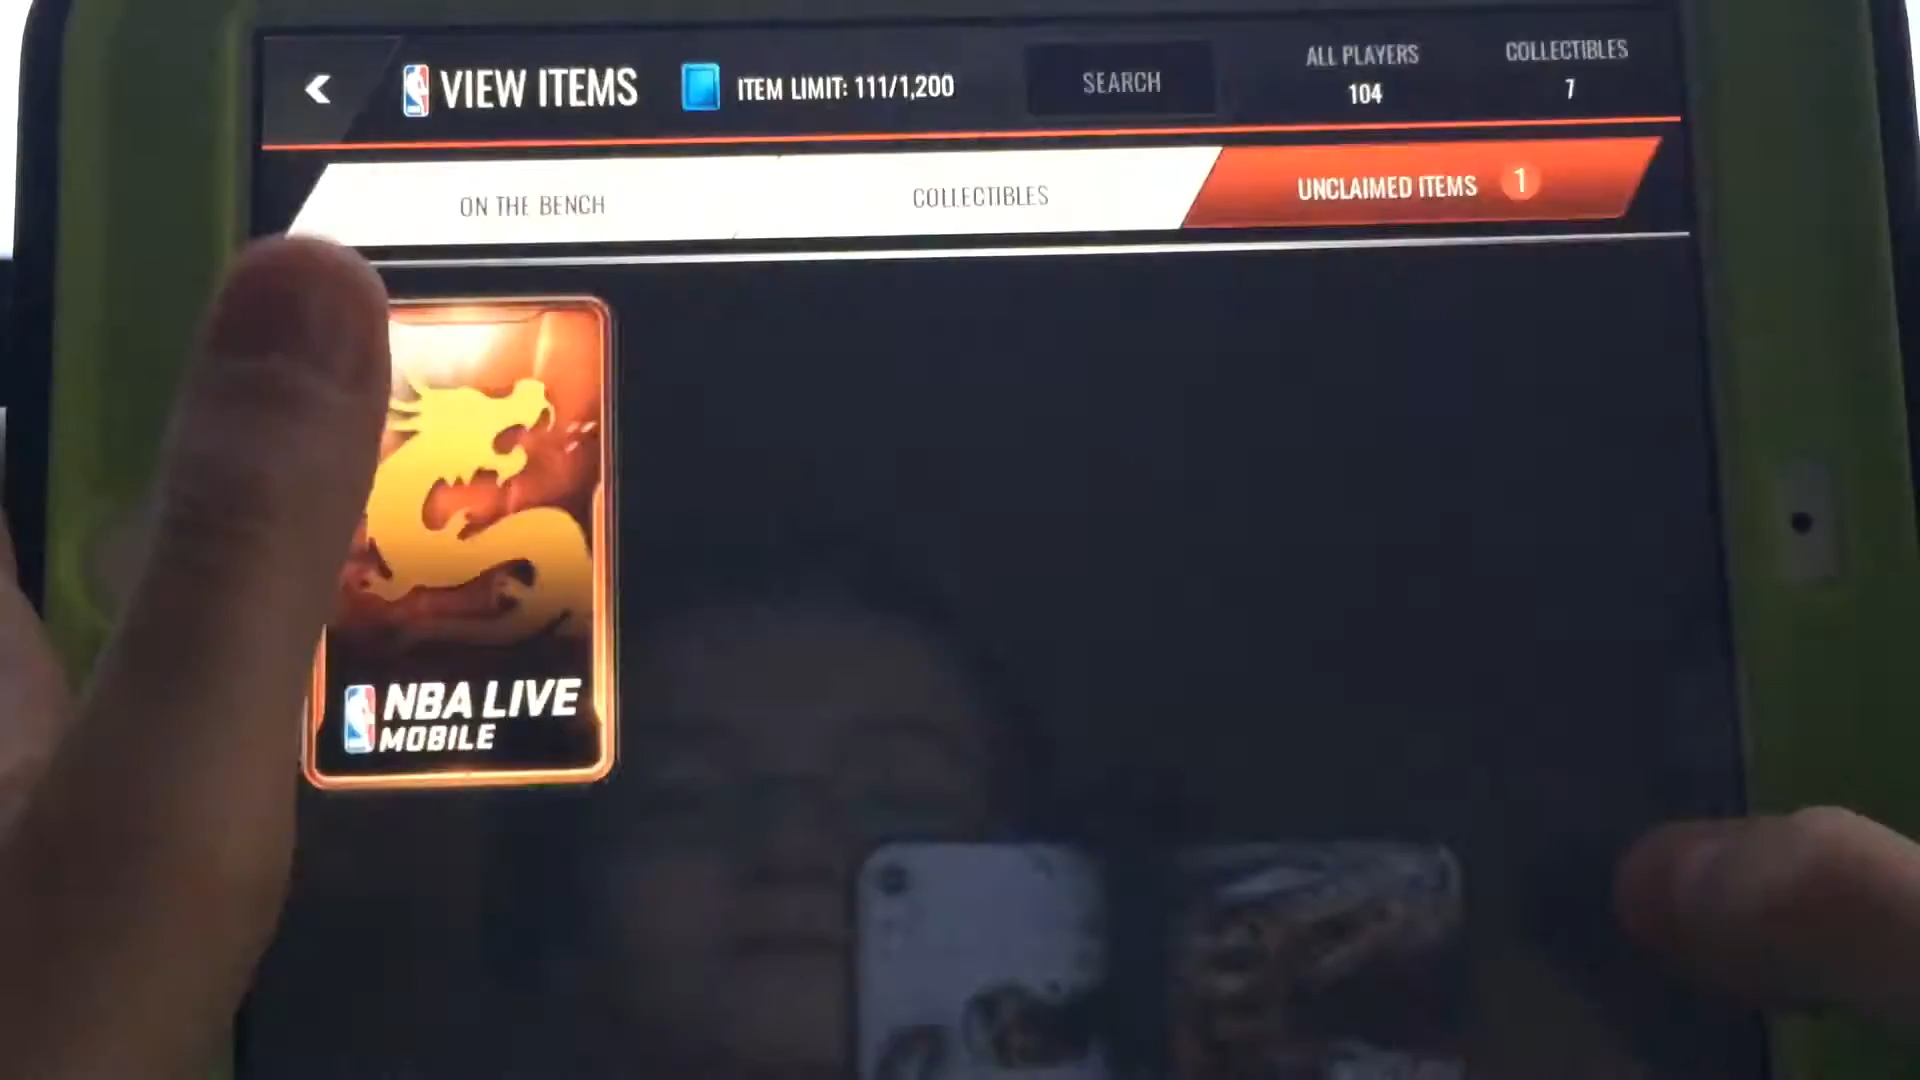 VIEW ITEMS
ITEM LIMIT: 111/1,200
SEARCH
ALL PLAYERS
104
COLLECTIBLES
7
ON THE BENCH
COLLECTIBLES
UNCLAIMED ITEMS 1
NBA LIVE
MOBILE